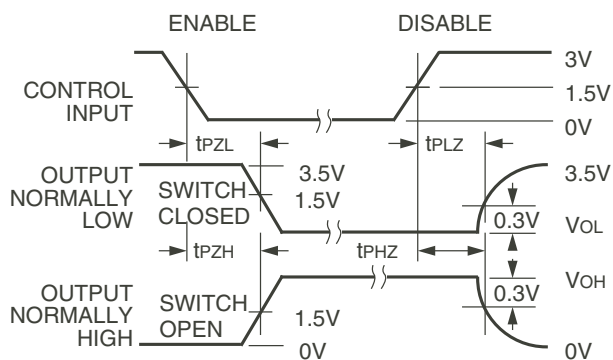 ENABLE DISABLE
CONTROL INPUT 3V
1.5V
0V
tPZL tPLZ
OUTPUT NORMALLY LOW
SWITCH CLOSED
3.5V
1.5V
3.5V
0.3V
VOL
tPZH tPHZ
OUTPUT NORMALLY HIGH
SWITCH OPEN
1.5V
0V
VOH
0.3V
0V